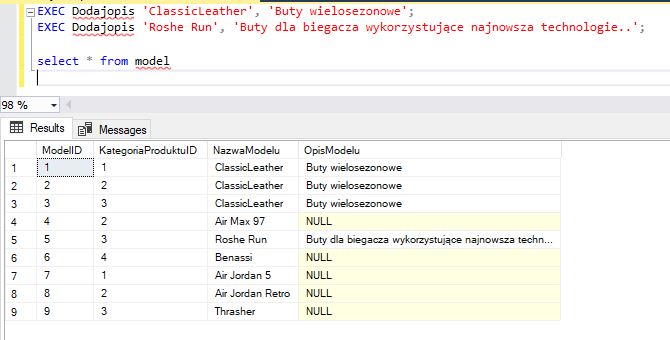 EXEC Dodajopis 'ClassicLeather', 'Buty wielosezonowe';
EXEC Dodajopis 'Roshe Run', 'Buty dla biegacza wykorzystujące najnowsza technologie..';
select * from model
98 %
Results Messages
ModelID KategoriaProduktuID NazwaModelu OpisModelu
1 1 1 ClassicLeather Buty wielosezonowe
2 2 2 ClassicLeather Buty wielosezonowe
3 3 3 ClassicLeather Buty wielosezonowe
4 4 2 Air Max 97 NULL
5 5 3 Roshe Run Buty dla biegacza wykorzystujące najnowsza techn...
6 6 4 Benassi NULL
7 7 1 Air Jordan 5 NULL
8 8 2 Air Jordan Retro NULL
9 9 3 Thrasher NULL